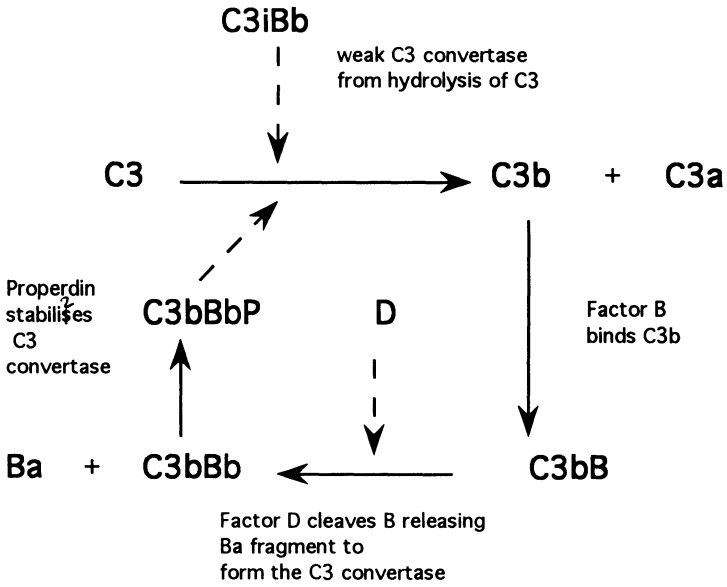 C3iBb
weak C3 convertase
from hydrolysis of C3
C3
C3b + C3a
Properdin
stabilises
C3
convertase
C3bBbP
D
Factor B
binds C3b
Ba + C3bBb
C3bB
Factor D cleaves B releasing
Ba fragment to
form the C3 convertase